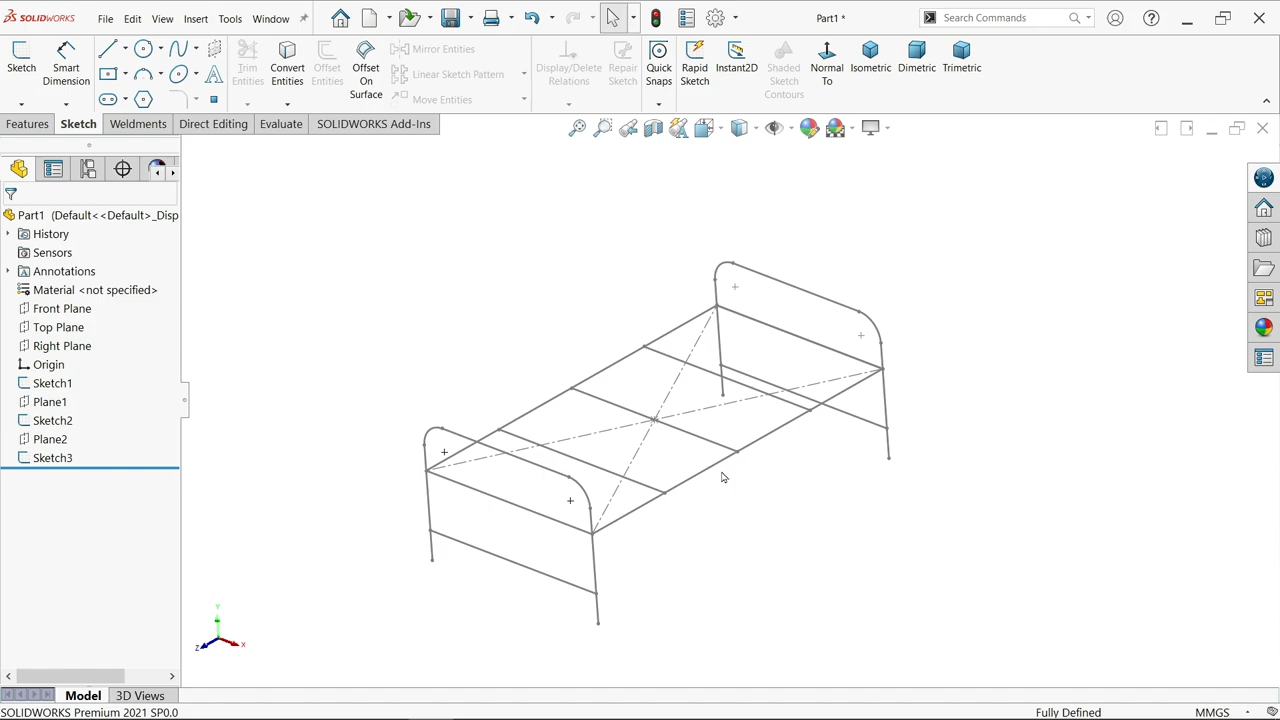 SOLIDWORKS File Edit View Insert Tools Window Part1 * Search Commands
Sketch Smart Dimension Trim Entities Convert Entities Offset Entities Offset On Surface Mirror Entities Linear Sketch Pattern Move Entities Display/Delete Relations Repair Sketch Quick Snaps Rapid Sketch Instant2D Shaded Sketch Contours Normal To Isometric Dimetric Trimetric
Features Sketch Weldments Direct Editing Evaluate SOLIDWORKS Add-Ins
Part1 (Default<<Default>_Disp
History
Sensors
Annotations
Material <not specified>
Front Plane
Top Plane
Right Plane
Origin
Sketch1
Plane1
Sketch2
Plane2
Sketch3
Y
Z X
Model 3D Views
SOLIDWORKS Premium 2021 SP0.0 Fully Defined MMGS